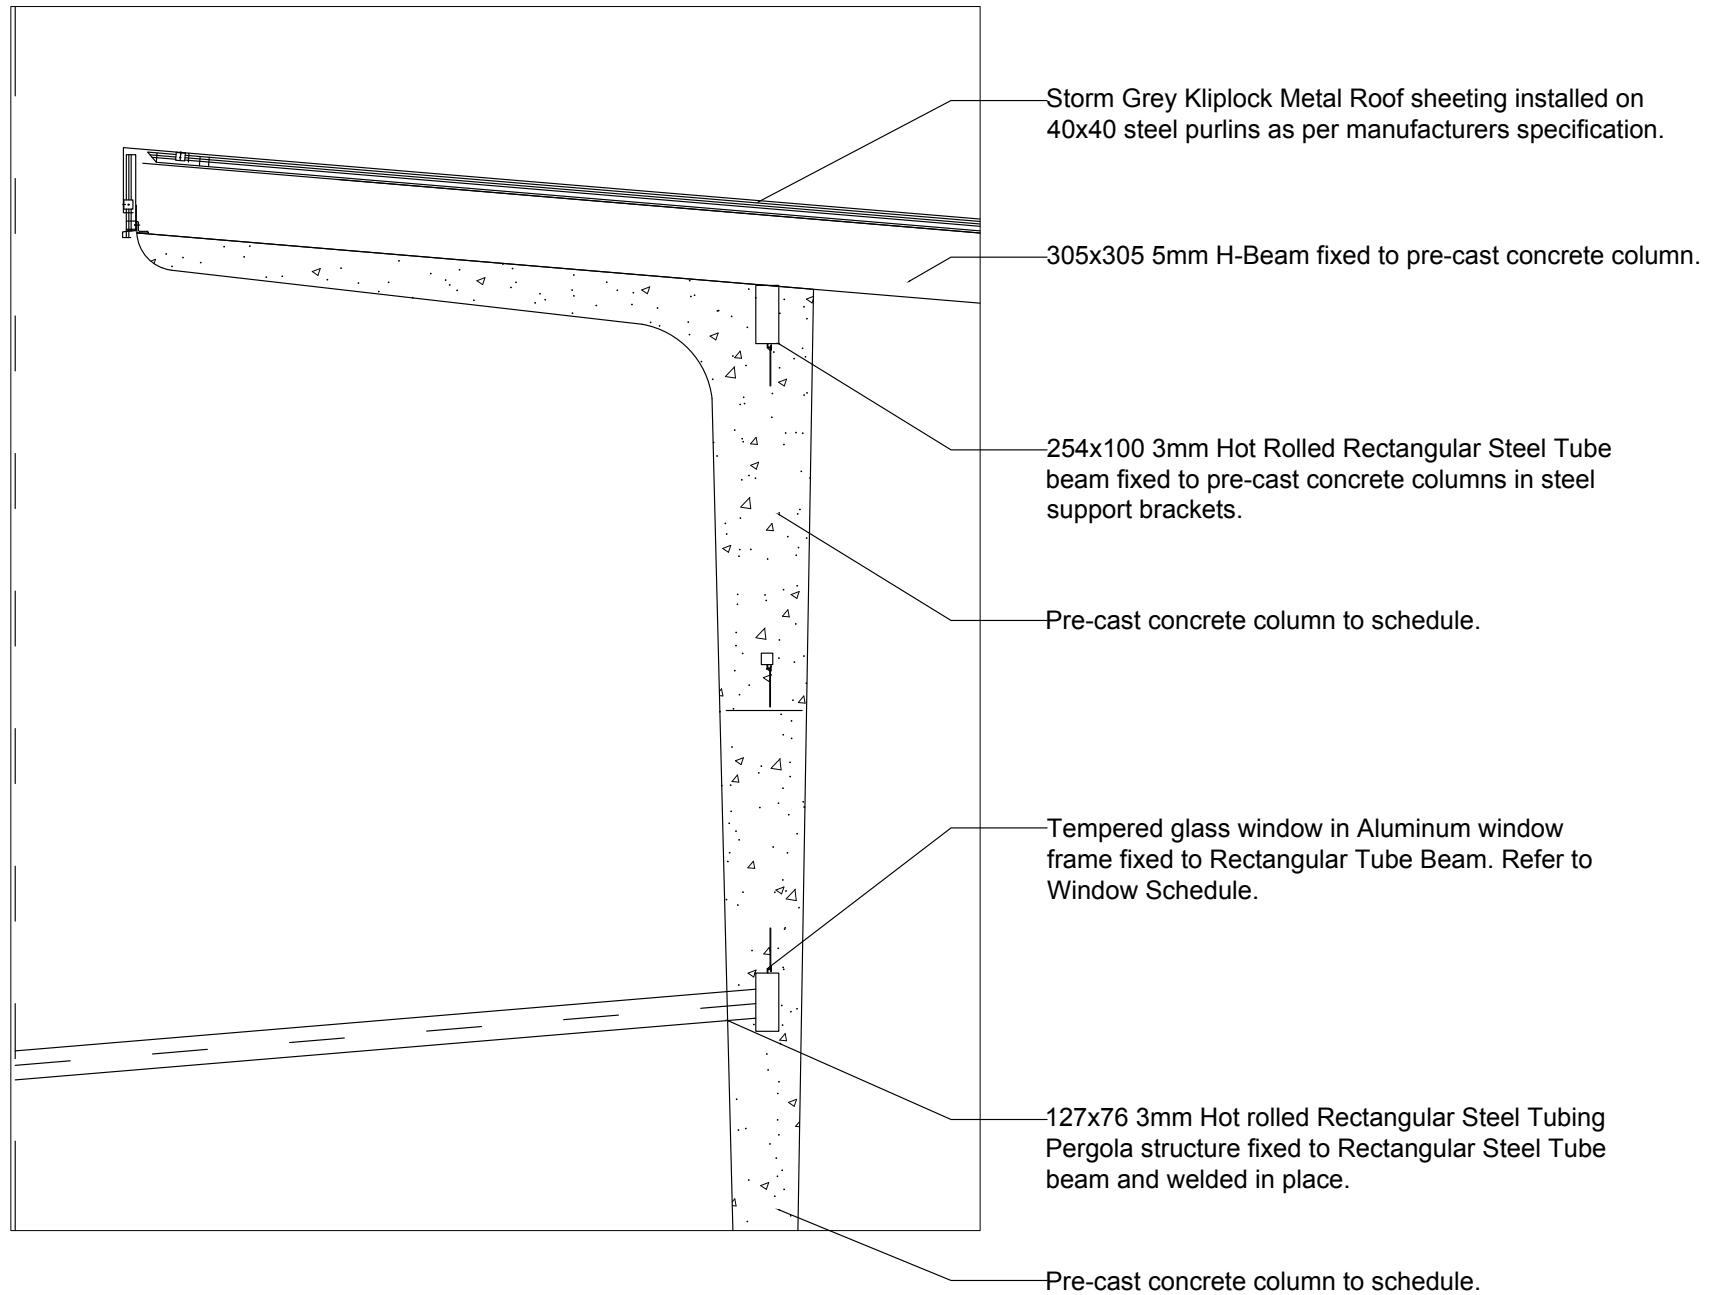 Storm Grey Kliplock Metal Roof sheeting installed on
40x40 steel purlins as per manufacturers specification.
305x305 5mm H-Beam fixed to pre-cast concrete column.
254x100 3mm Hot Rolled Rectangular Steel Tube
beam fixed to pre-cast concrete columns in steel
support brackets.
Pre-cast concrete column to schedule.
Tempered glass window in Aluminum window
frame fixed to Rectangular Tube Beam. Refer to
Window Schedule.
127x76 3mm Hot rolled Rectangular Steel Tubing
Pergola structure fixed to Rectangular Steel Tube
beam and welded in place.
Pre-cast concrete column to schedule.